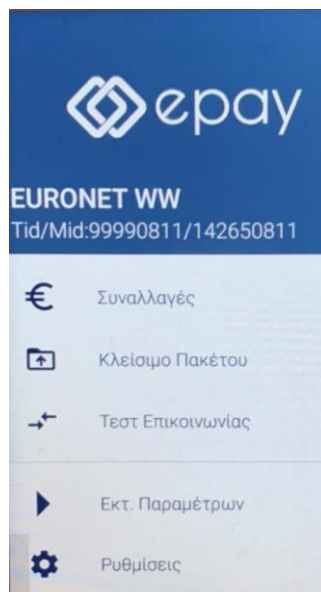 epay
EURONET WW
Tid/Mid:99990811/142650811
Συναλλαγές
Κλείσιμο Πακέτου
Τεστ Επικοινωνίας
Εκτ. Παραμέτρων
Ρυθμίσεις